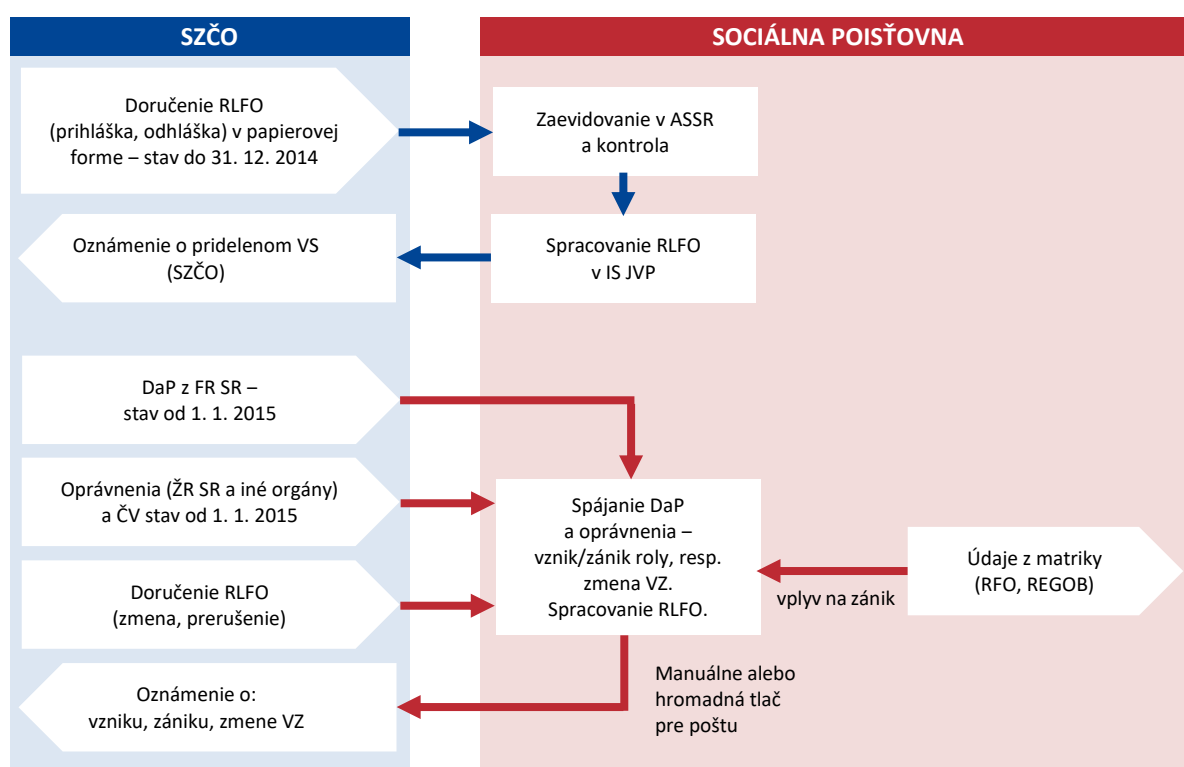 SZČO
SOCIÁLNA POISŤOVNA
Doručenie RLFO
(prihláška, odhláška) v papierovej
forme – stav do 31. 12. 2014
Zaevidovanie v ASSR
a kontrola
Oznámenie o pridelenom VS
(SZČO)
Spracovanie RLFO
v IS JVP
DaP z FR SR –
stav od 1. 1. 2015
Oprávnenia (ŽR SR a iné orgány)
a ČV stav od 1. 1. 2015
Spájanie DaP
a oprávnenia –
vznik/zánik roly, resp.
zmena VZ.
Spracovanie RLFO.
Údaje z matriky
(RFO, REGOB)
vplyv na zánik
Doručenie RLFO
(zmena, prerušenie)
Oznámenie o:
vzniku, zániku, zmene VZ
Manuálne alebo
hromadná tlač
pre poštu